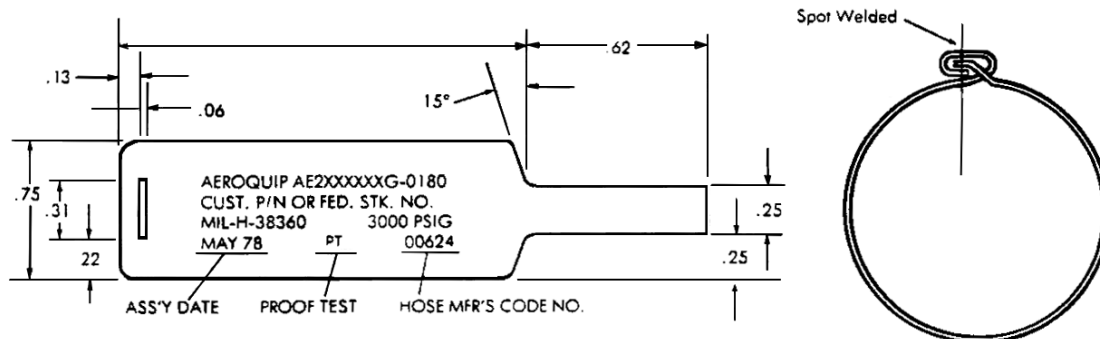 Spot Welded
.62
.13
.06
15°
.75
.31
22
AEROQUIP AE2XXXXXXG-0180
CUST. P/N OR FED. STK. NO.
MIL-H-38360 3000 PSIG
MAY 78 PT 00624
.25
.25
ASS'Y DATE PROOF TEST HOSE MFR'S CODE NO.